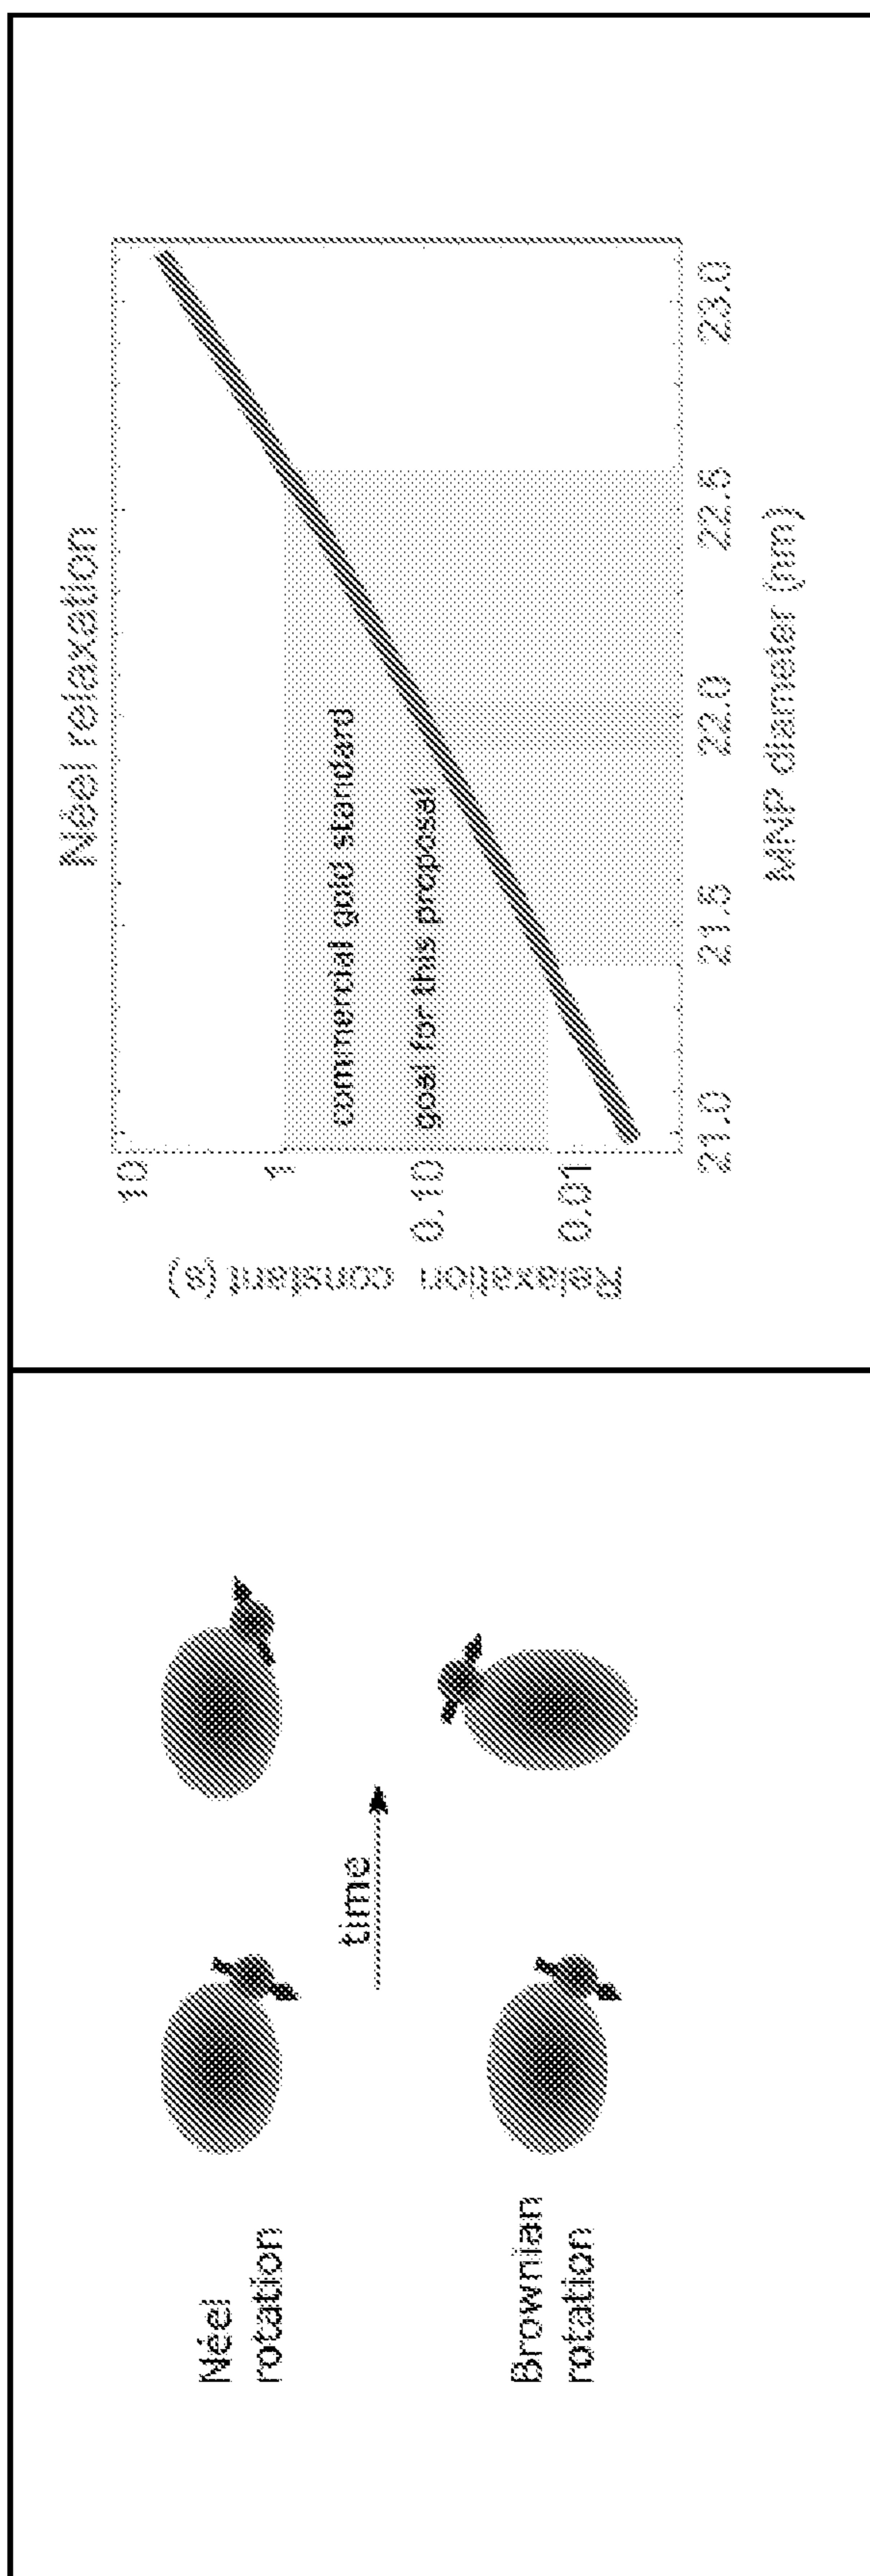 Néel
rotation
time
Brownian
rotation
Néel relaxation
Relaxation constant (s)
10
1
0.10
0.01
commercial gold standard
goal for this proposal
21.0
21.5
22.0
22.5
23.0
MNP diameter (nm)